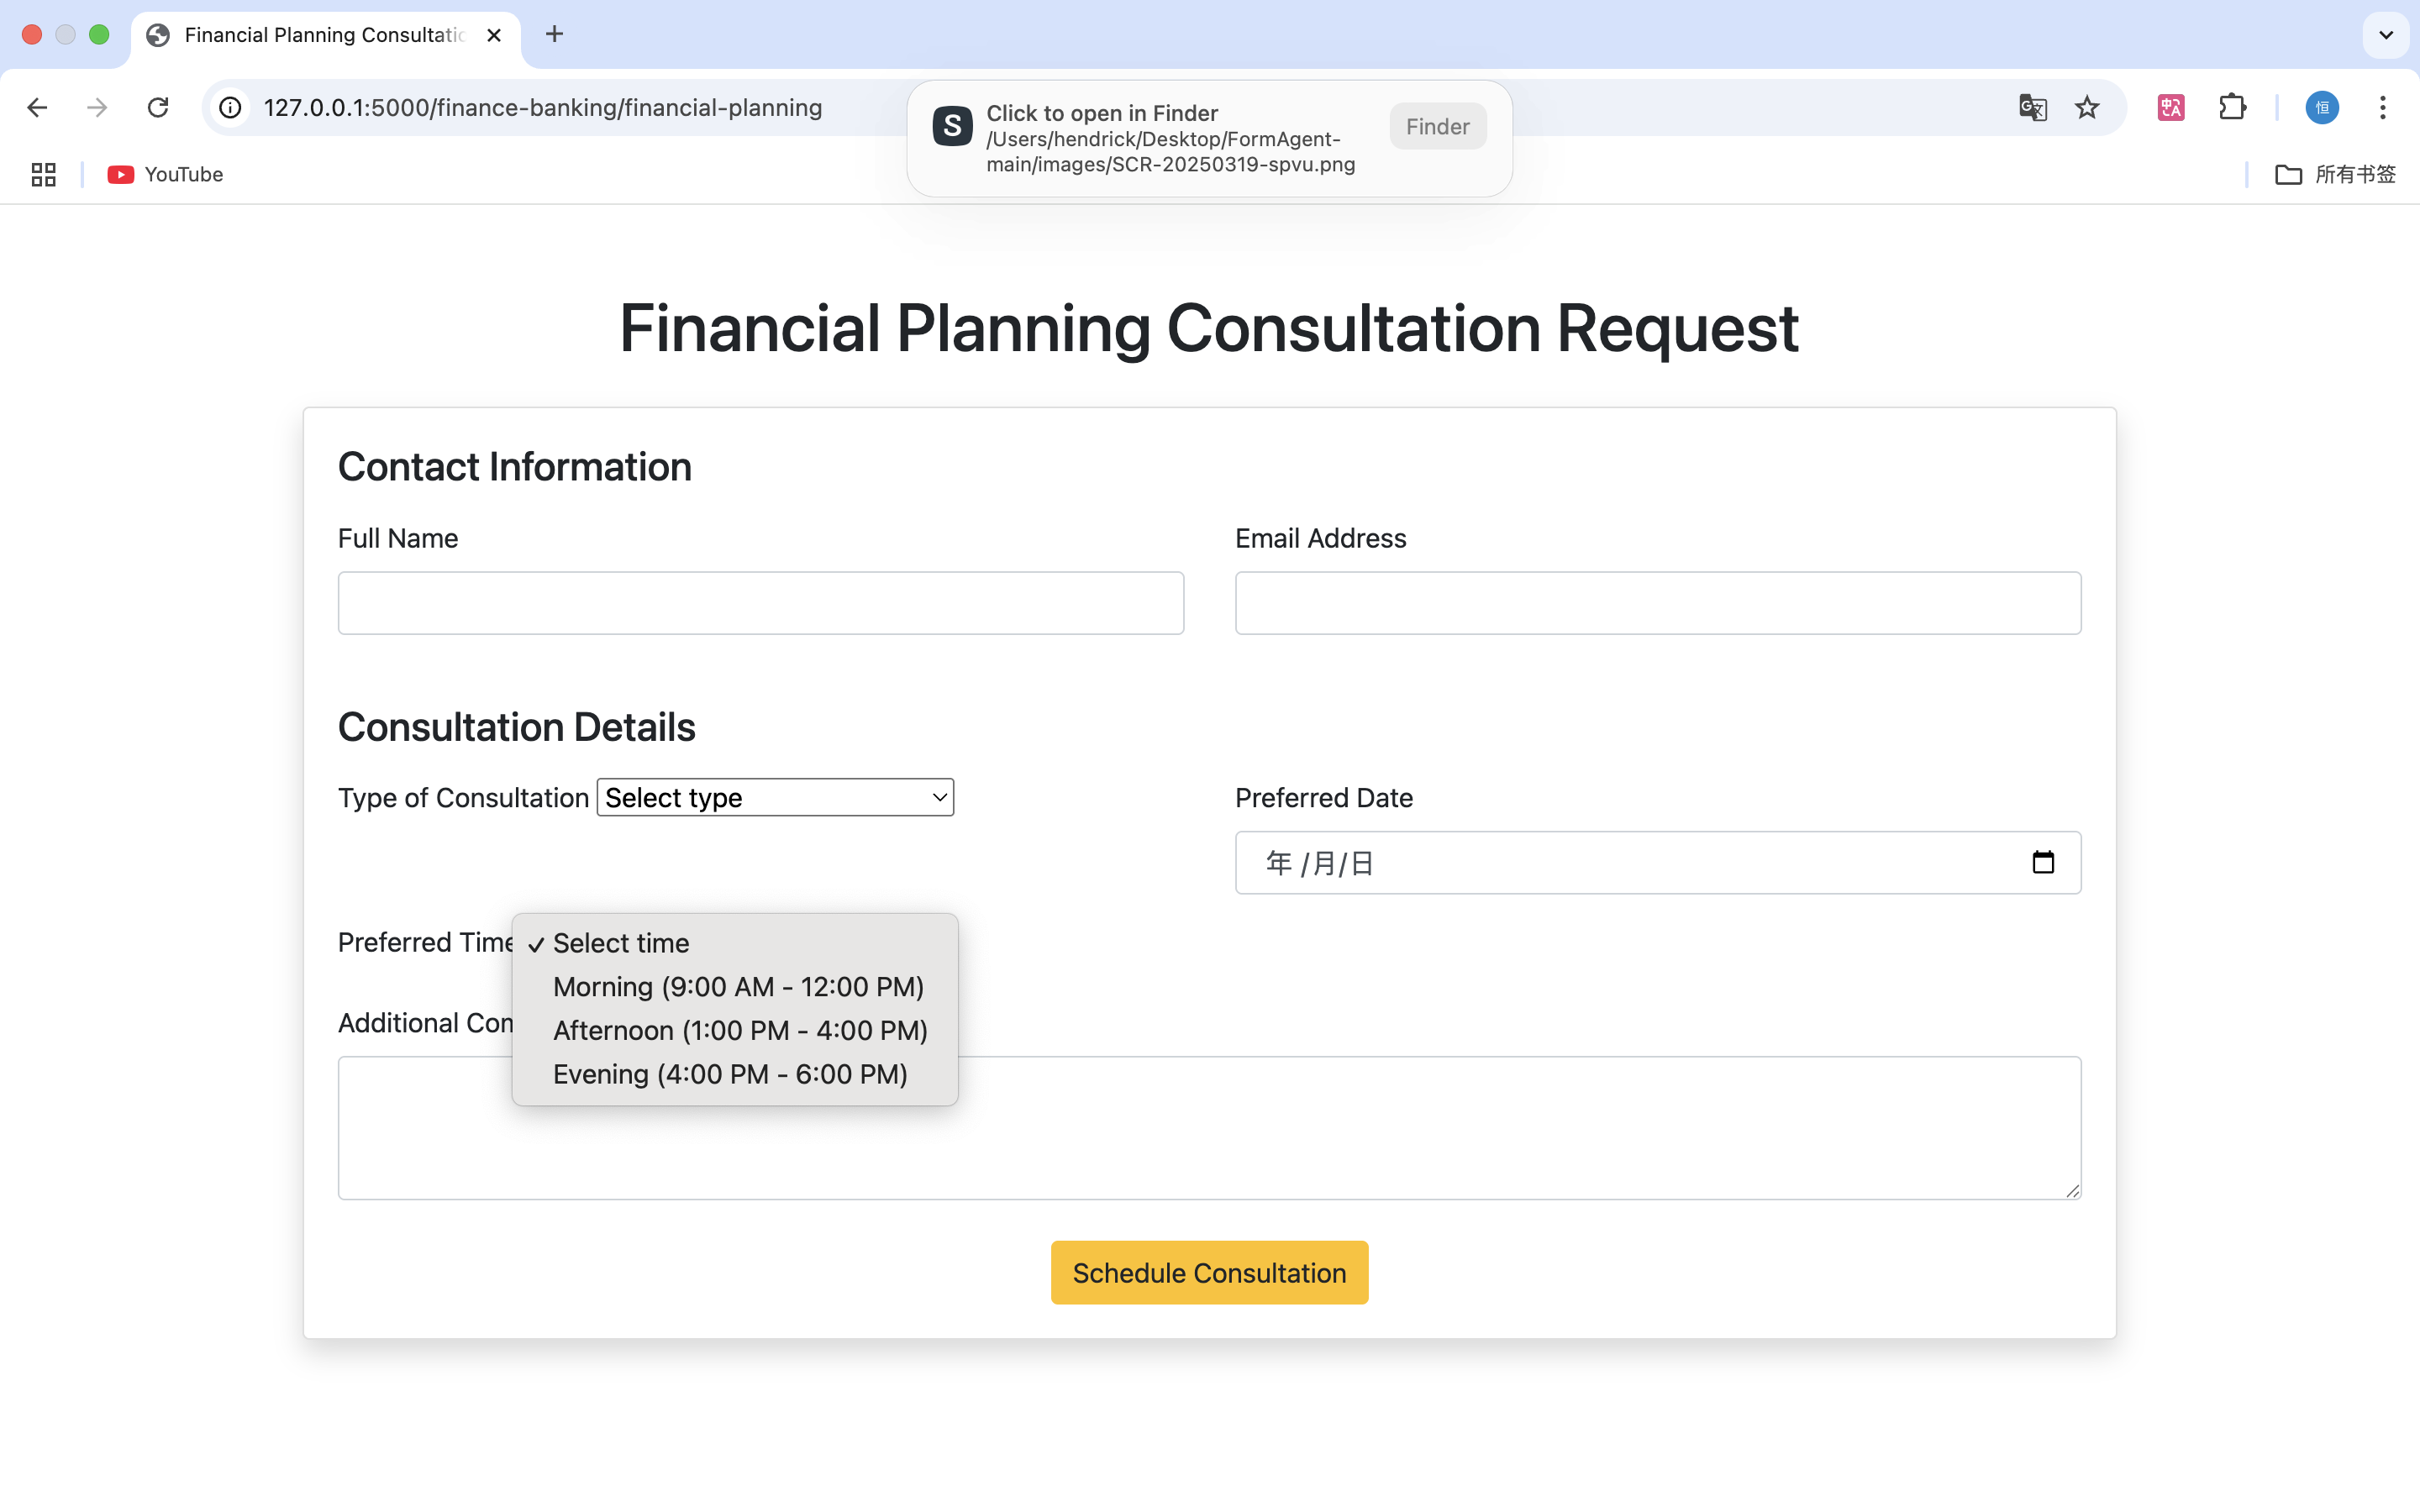 Financial Planning Consultatio
127.0.0.1:5000/finance-banking/financial-planning
S
Click to open in Finder
/Users/hendrick/Desktop/FormAgent-
main/images/SCR-20250319-spvu.png
Finder
恒
YouTube
所有书签
Financial Planning Consultation Request
Contact Information
Full Name
Email Address
Consultation Details
Type of Consultation
Select type
Preferred Date
年 /月/日
Preferred Time
Select time
Morning (9:00 AM - 12:00 PM)
Afternoon (1:00 PM - 4:00 PM)
Evening (4:00 PM - 6:00 PM)
Additional Con
Schedule Consultation